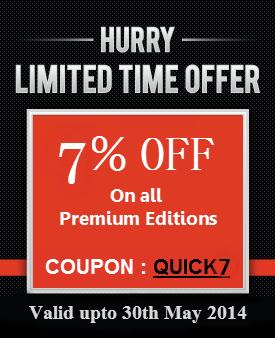 HURRY
LIMITED TIME OFFER
7% OFF
On all
Premium Editions
COUPON : QUICK7
Valid upto 30th May 2014